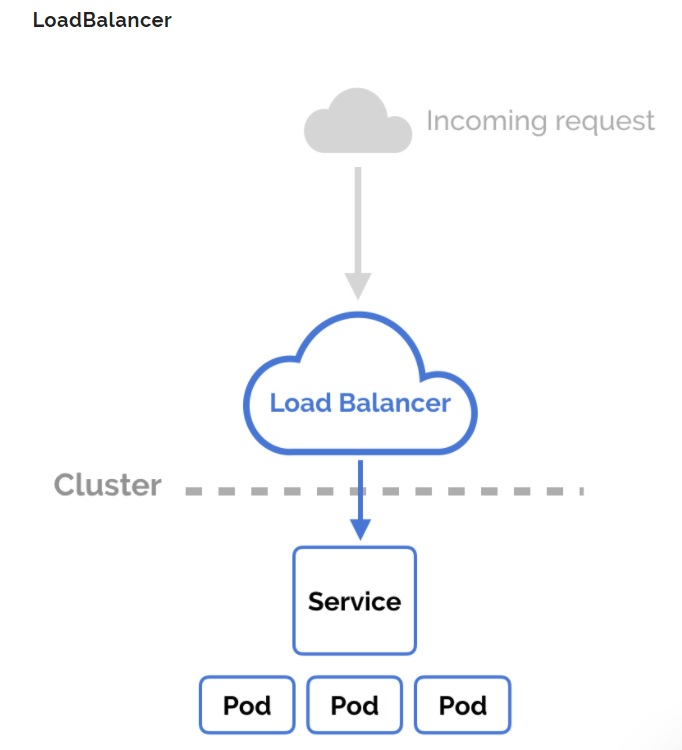 LoadBalancer
Incoming request
Load Balancer
Cluster
Service
Pod Pod Pod